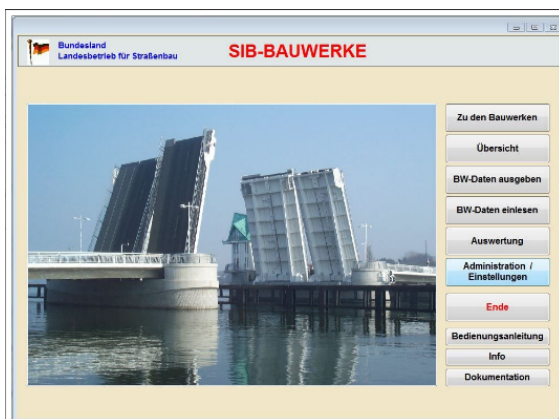 Bundesland
Landesbetrieb für Straßenbau
SIB-BAUWERKE
Zu den Bauwerken
Übersicht
BW-Daten ausgeben
BW-Daten einlesen
Auswertung
Administration /
Einstellungen
Ende
Bedienungsanleitung
Info
Dokumentation